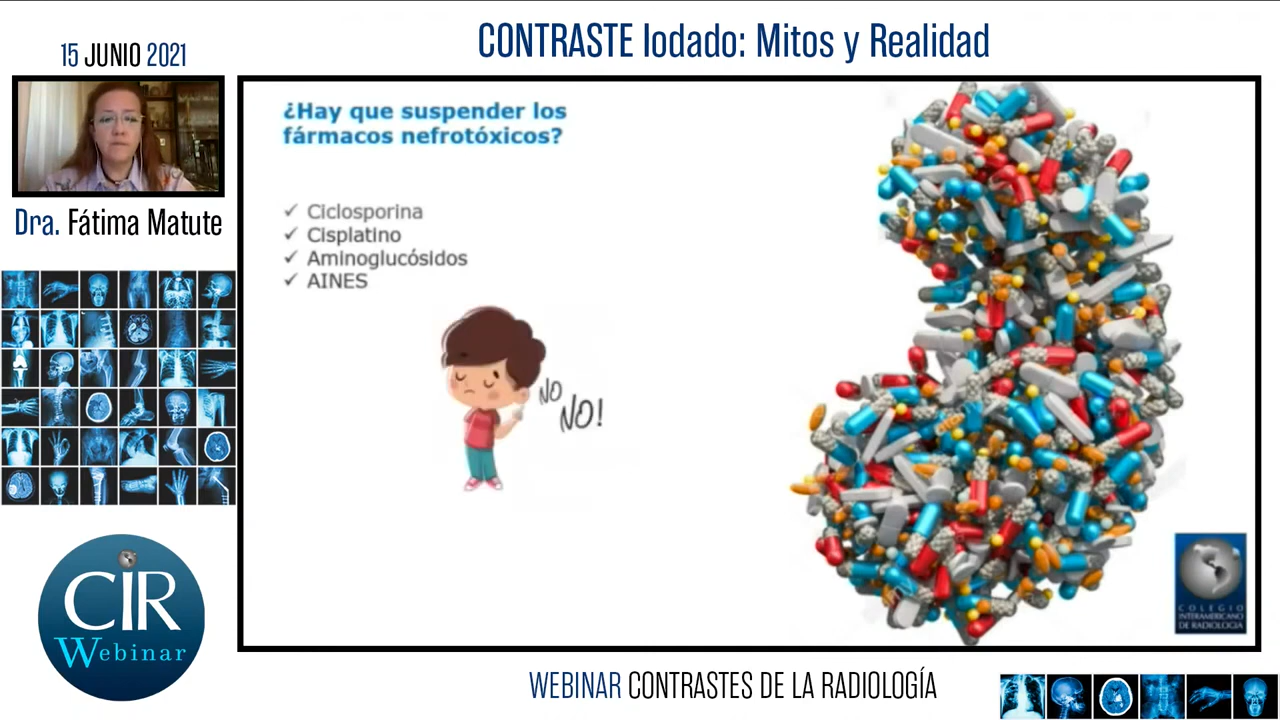 CONTRASTE Iodado: Mitos y Realidad
15 JUNIO 2021
Dra. Fátima Matute
¿Hay que suspender los
fármacos nefrotóxicos?
✓ Ciclosporina
✓ Cisplatino
✓ Aminoglucósidos
✓ AINES
NO
NO!
CIR
Webinar
COLEGIO
INTERAMERICANO
DE RADIOLOGÍA
WEBINAR CONTRASTES DE LA RADIOLOGÍA